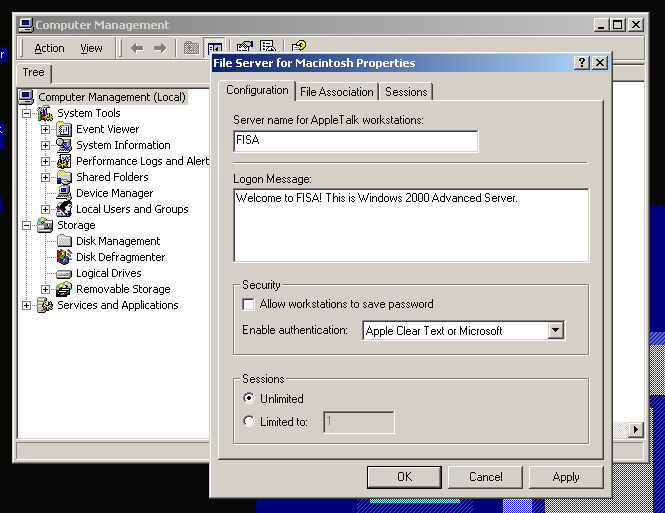 Computer Management
Action View
Tree
Computer Management (Local)
System Tools
Event Viewer
System Information
Performance Logs and Alert
Shared Folders
Device Manager
Local Users and Groups
Storage
Disk Management
Disk Defragmenter
Logical Drives
Removable Storage
Services and Applications
File Server for Macintosh Properties
Configuration File Association Sessions
Server name for AppleTalk workstations:
FISA
Logon Message:
Welcome to FISA! This is Windows 2000 Advanced Server.
Security
Allow workstations to save password
Enable authentication: Apple Clear Text or Microsoft
Sessions
Unlimited
Limited to: 1
OK Cancel Apply